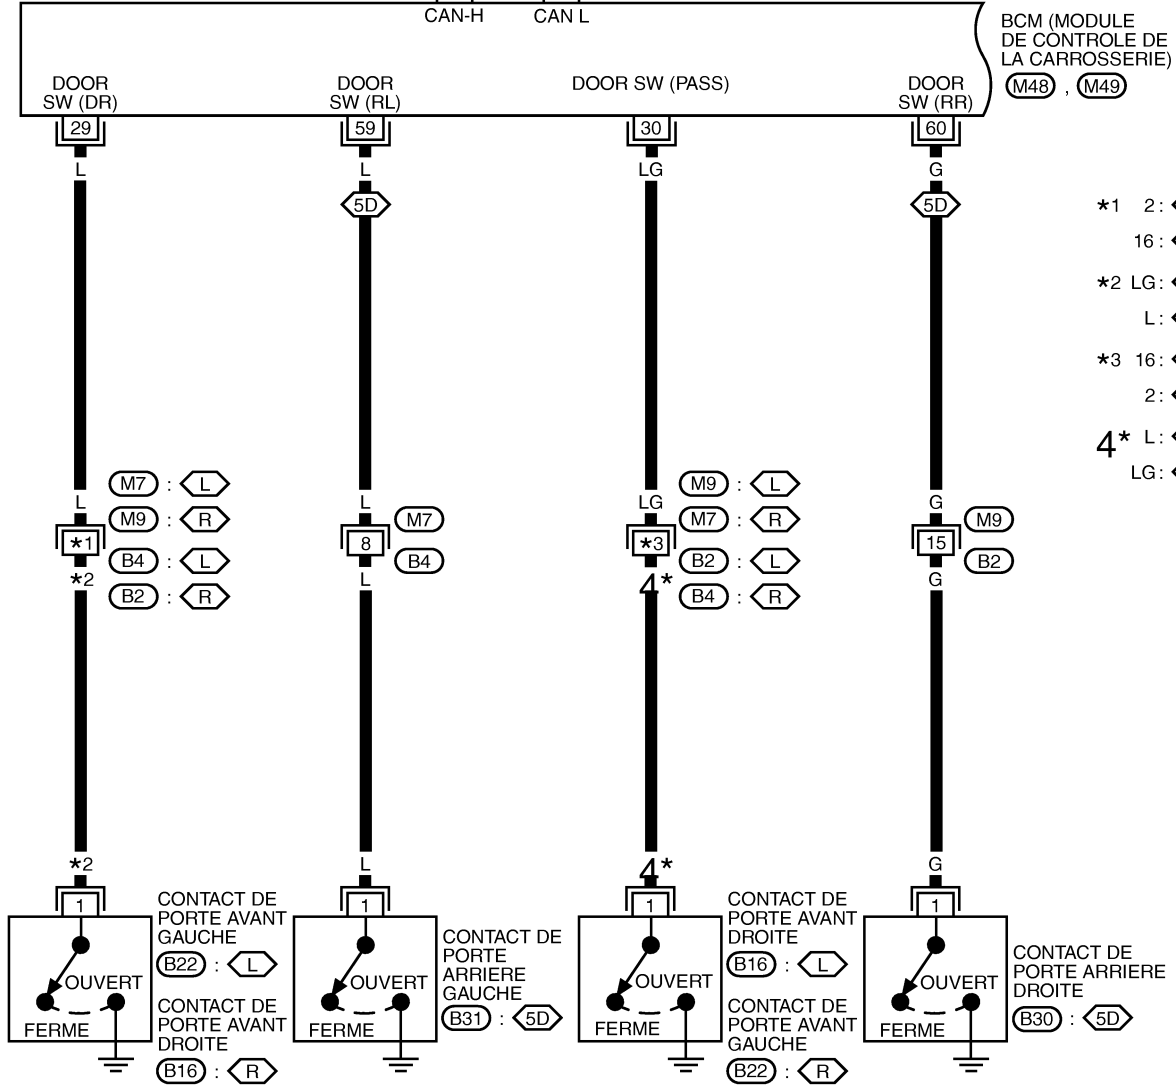 CAN-H CAN L
BCM (MODULE
DE CONTROLE DE
LA CARROSSERIE)
M48 , M49
DOOR
SW (DR)
DOOR
SW (RL)
DOOR SW (PASS)
DOOR
SW (RR)
29 59 30 60
L L LG G
5D 5D
*1 2:
16:
*2 LG:
L:
*3 16:
2:
4* L:
LG:
M7 : L
M9 : R
B4 : L
B2 : R
L L LG G
*1 8 *3 15
*2 L 4* G
M7
B4
M9 : L
M7 : R
B2 : L
B4 : R
M9
B2
*2 L 4* G
1 1 1 1
OUVERT
FERME
CONTACT DE
PORTE AVANT
GAUCHE
B22 : L
CONTACT DE
PORTE AVANT
DROITE
B16 : R
OUVERT
FERME
CONTACT DE
PORTE
ARRIERE
GAUCHE
B31 : 5D
OUVERT
FERME
CONTACT DE
PORTE AVANT
DROITE
B16 : L
CONTACT DE
PORTE AVANT
GAUCHE
B22 : R
OUVERT
FERME
CONTACT DE
PORTE ARRIERE
DROITE
B30 : 5D